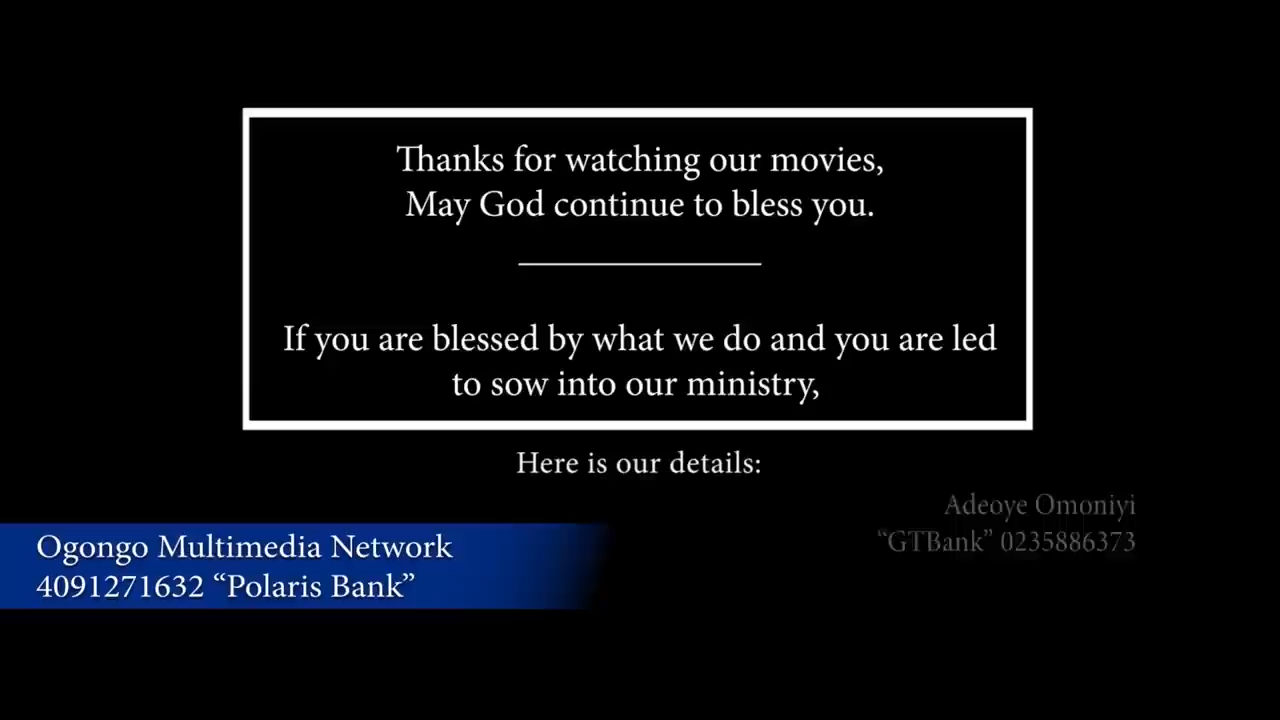 Thanks for watching our movies,
May God continue to bless you.
If you are blessed by what we do and you are led
to sow into our ministry,
Here is our details:
Adeoye Omoniyi
“GTBank” 0235886373
Ogongo Multimedia Network
4091271632 “Polaris Bank”